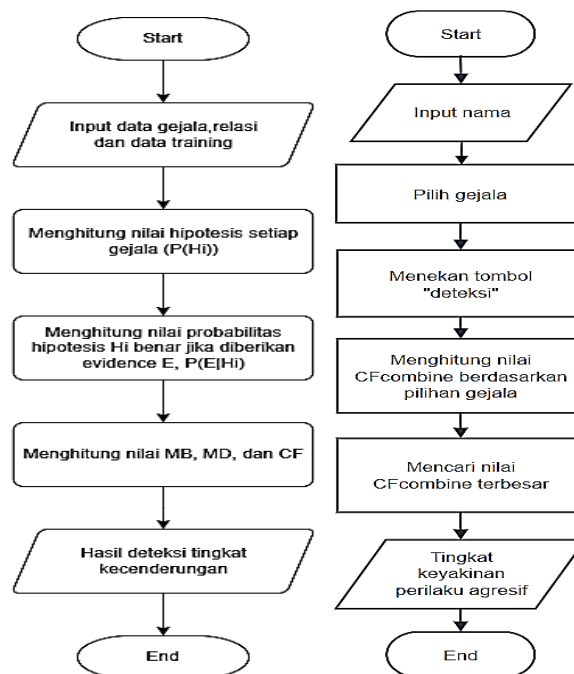 Start
Input data gejala,relasi
dan data training
Menghitung nilai hipotesis setiap
gejala (P(Hi))
Menghitung nilai probabilitas
hipotesis Hi benar jika diberikan
evidence E, P(E|Hi)
Menghitung nilai MB, MD, dan CF
Hasil deteksi tingkat
kecenderungan
End
Start
Input nama
Pilih gejala
Menekan tombol
"deteksi"
Menghitung nilai
CFcombine berdasarkan
pilihan gejala
Mencari nilai
CFcombine terbesar
Tingkat
keyakinan
perilaku agresif
End